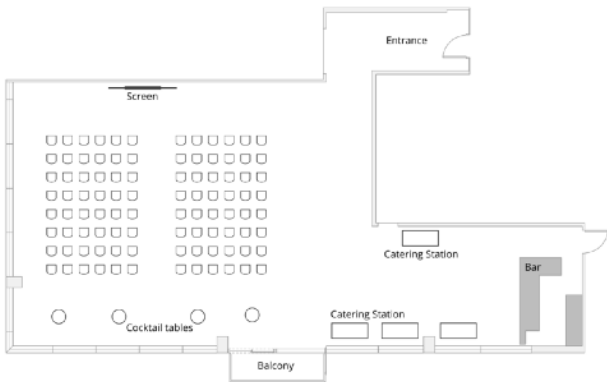 Entrance
Screen
Catering Station
Bar
Catering Station
Cocktail tables
Balcony